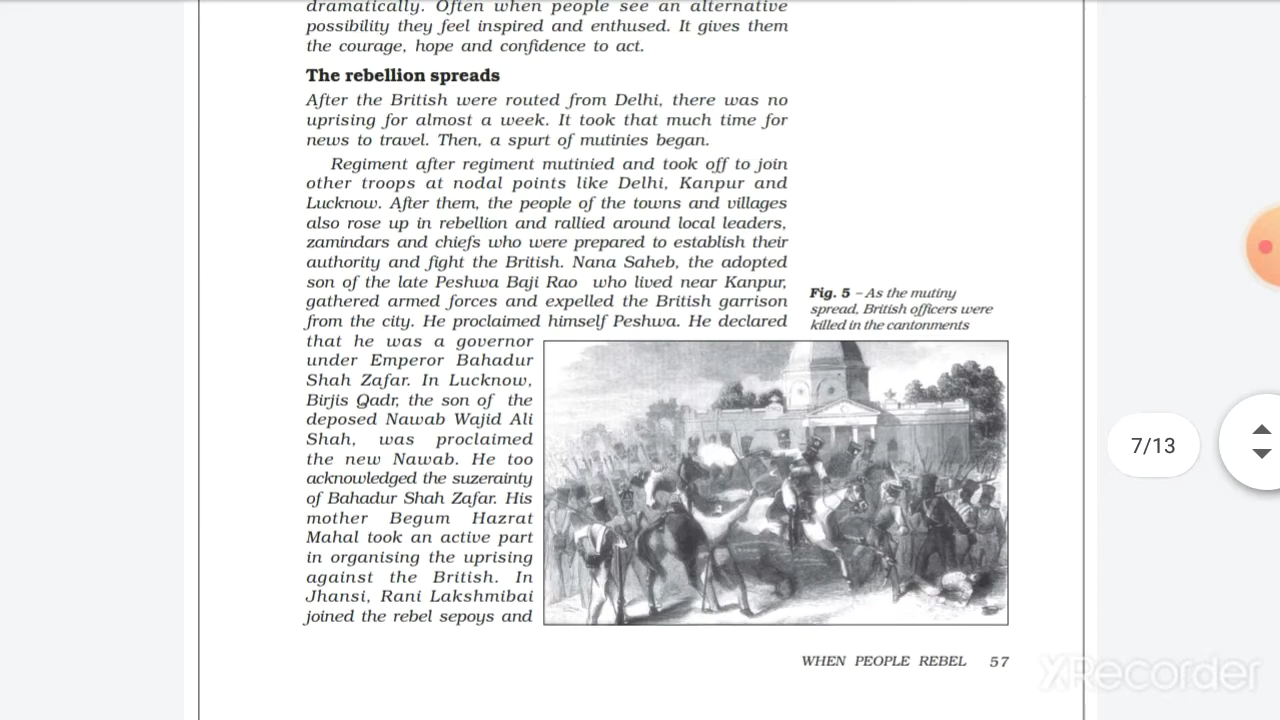 dramatically. Often when people see an alternative
possibility they feel inspired and enthused. It gives them
the courage, hope and confidence to act.
The rebellion spreads
After the British were routed from Delhi, there was no
uprising for almost a week. It took that much time for
news to travel. Then, a spurt of mutinies began.
Regiment after regiment mutinied and took off to join
other troops at nodal points like Delhi, Kanpur and
Lucknow. After them, the people of the towns and villages
also rose up in rebellion and rallied around local leaders,
zamindars and chiefs who were prepared to establish their
authority and fight the British. Nana Saheb, the adopted
son of the late Peshwa Baji Rao who lived near Kanpur,
gathered armed forces and expelled the British garrison
from the city. He proclaimed himself Peshwa. He declared
that he was a governor
under Emperor Bahadur
Shah Zafar. In Lucknow,
Birjis Qadr, the son of the
deposed Nawab Wajid Ali
Shah, was proclaimed
the new Nawab. He too
acknowledged the suzerainty
of Bahadur Shah Zafar. His
mother Begum Hazrat
Mahal took an active part
in organising the uprising
against the British. In
Jhansi, Rani Lakshmibai
joined the rebel sepoys and
Fig. 5 – As the mutiny
spread, British officers were
killed in the cantonments
7/13
WHEN PEOPLE REBEL 57
XRecorder